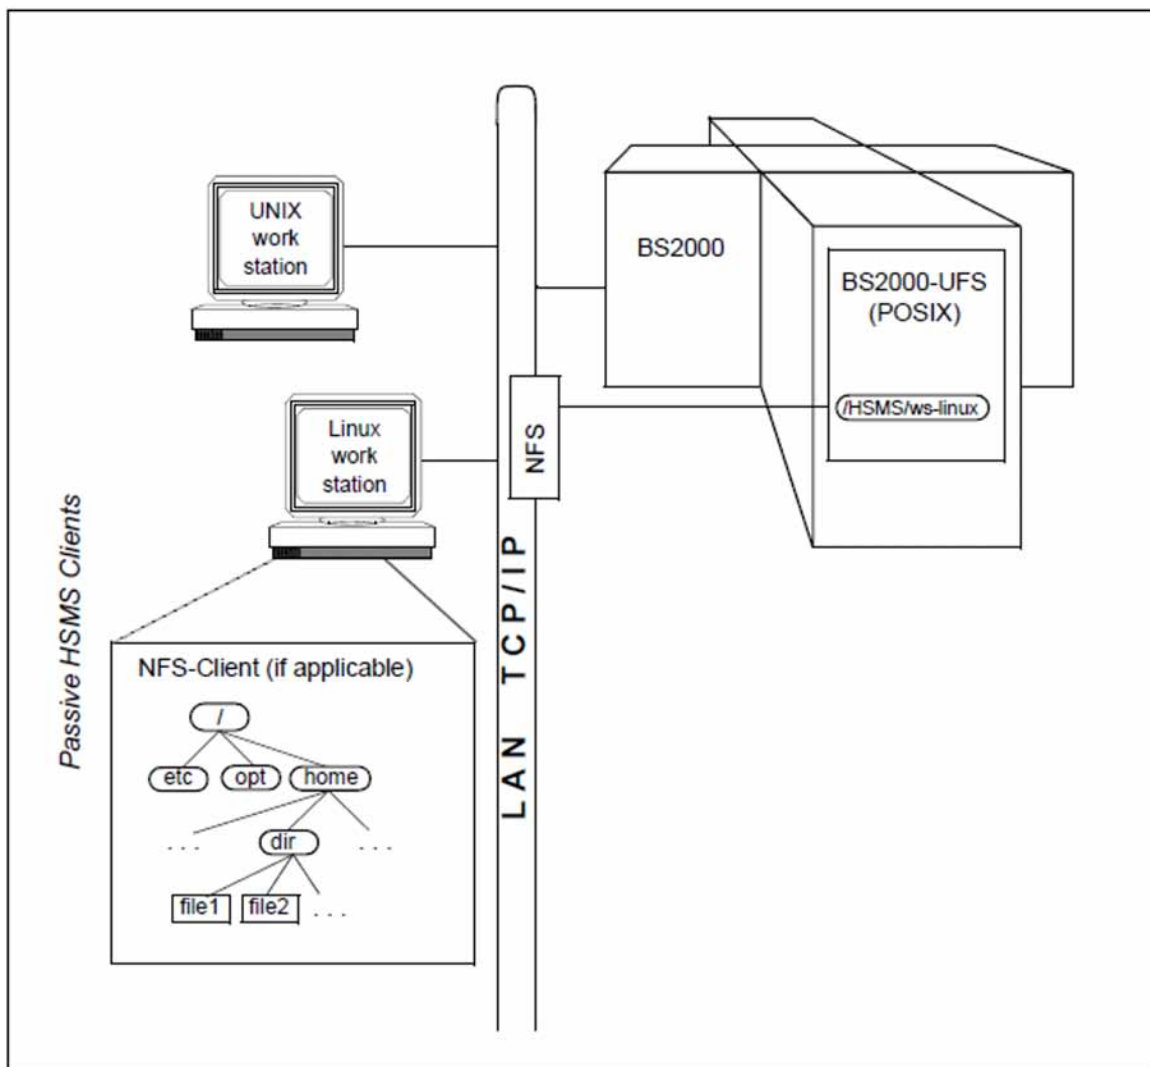 UNIX
work
station
BS2000
BS2000-UFS
(POSIX)
/HSMS/ws-linux
NFS
Linux
work
station
Passive HSMS Clients
LAN TCP/IP
NFS-Client (if applicable)
/
etc opt home
. . . dir . . .
file1 file2 . . .